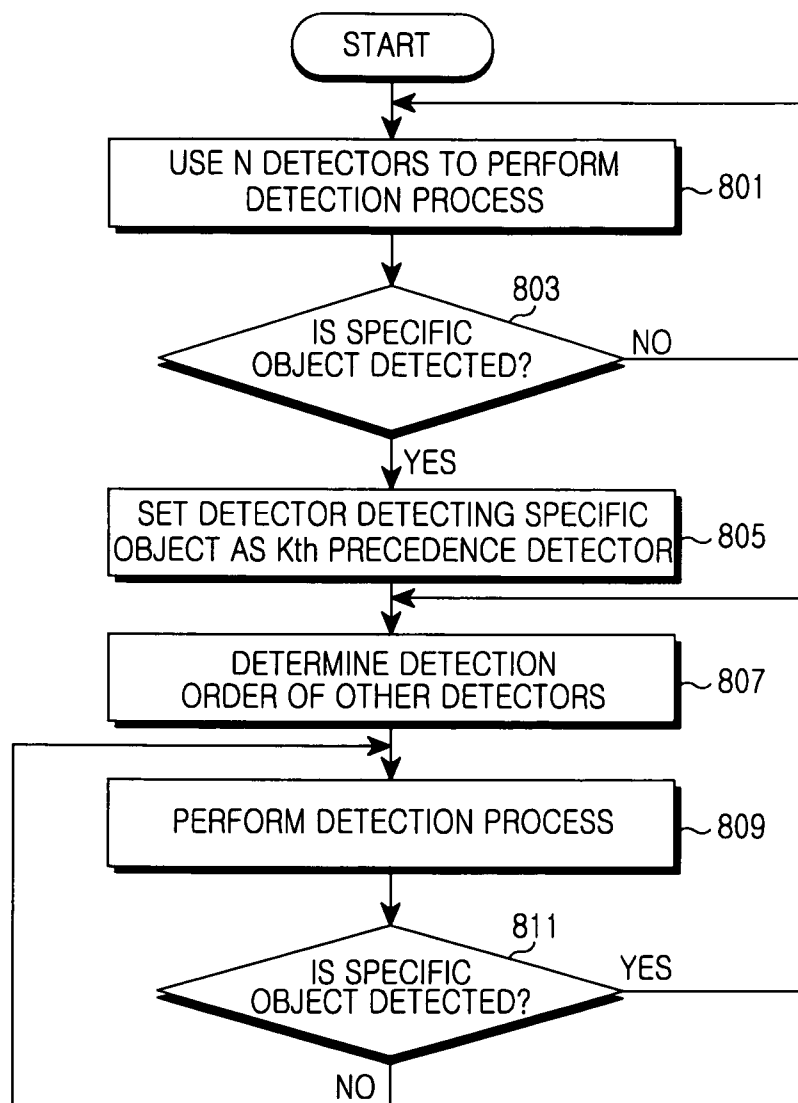 START
USE N DETECTORS TO PERFORM
DETECTION PROCESS
801
803
IS SPECIFIC
OBJECT DETECTED?
NO
YES
SET DETECTOR DETECTING SPECIFIC
OBJECT AS Kth PRECEDENCE DETECTOR
805
DETERMINE DETECTION
ORDER OF OTHER DETECTORS
807
PERFORM DETECTION PROCESS
809
811
IS SPECIFIC
OBJECT DETECTED?
YES
NO